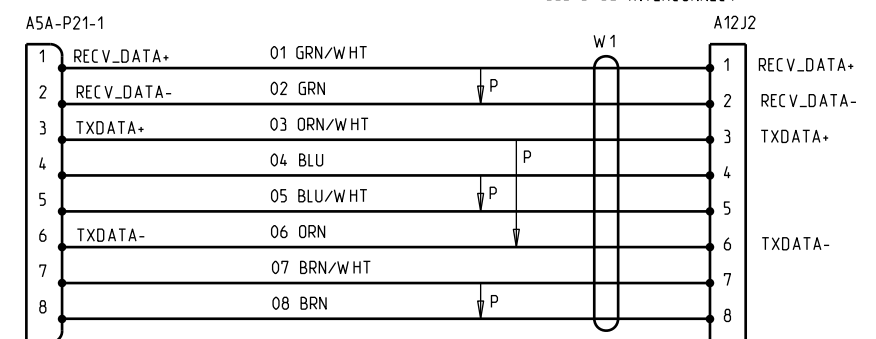 A5A-P21-1 A12J2
W1
1 RECV_DATA+ 01 GRN/WHT 1 RECV_DATA+
P
2 RECV_DATA- 02 GRN 2 RECV_DATA-
3 TXDATA+ 03 ORN/WHT 3 TXDATA+
P
4 04 BLU 4
5 05 BLU/WHT P 5
6 TXDATA- 06 ORN 6 TXDATA-
7 07 BRN/WHT 7
8 08 BRN P 8